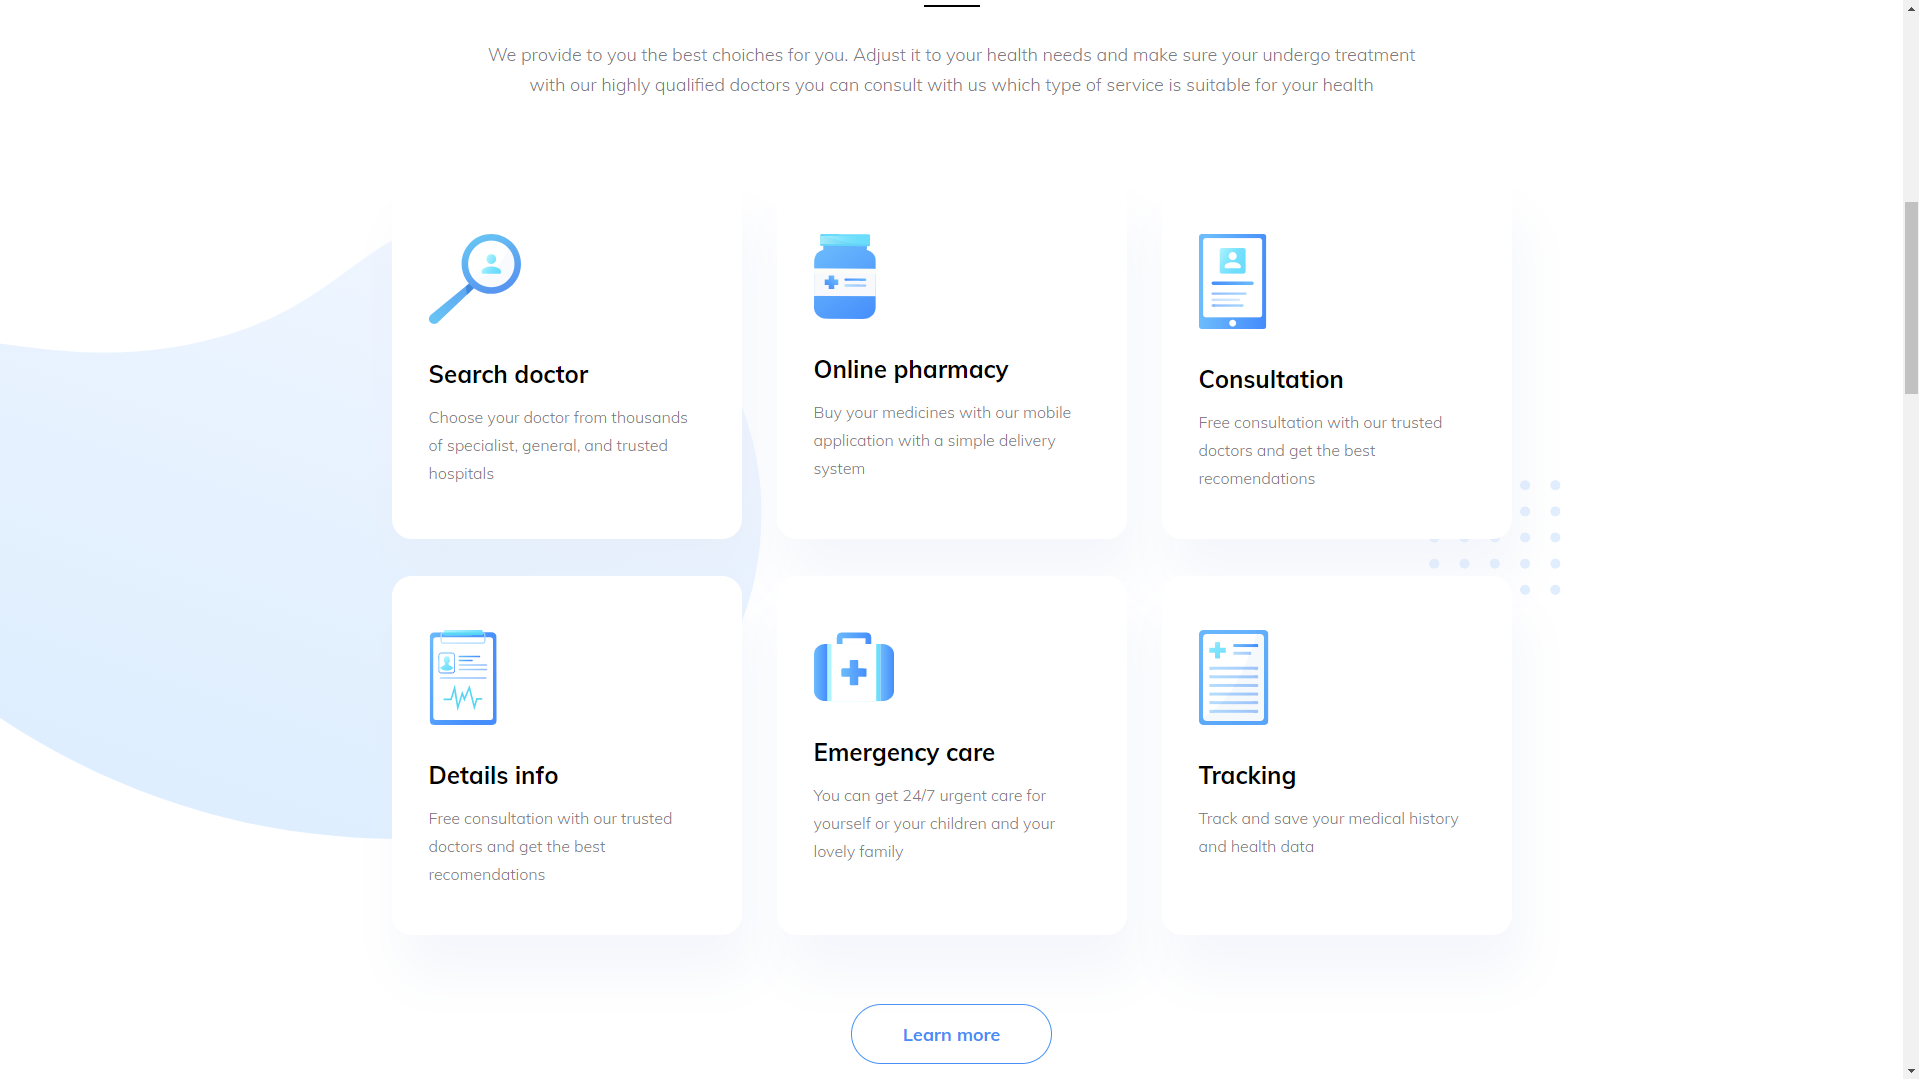 We provide to you the best choiches for you. Adjust it to your health needs and make sure your undergo treatment
with our highly qualified doctors you can consult with us which type of service is suitable for your health
Search doctor
Choose your doctor from thousands
of specialist, general, and trusted
hospitals
Online pharmacy
Buy your medicines with our mobile
application with a simple delivery
system
Consultation
Free consultation with our trusted
doctors and get the best
recomendations
Details info
Free consultation with our trusted
doctors and get the best
recomendations
Emergency care
You can get 24/7 urgent care for
yourself or your children and your
lovely family
Tracking
Track and save your medical history
and health data
Learn more